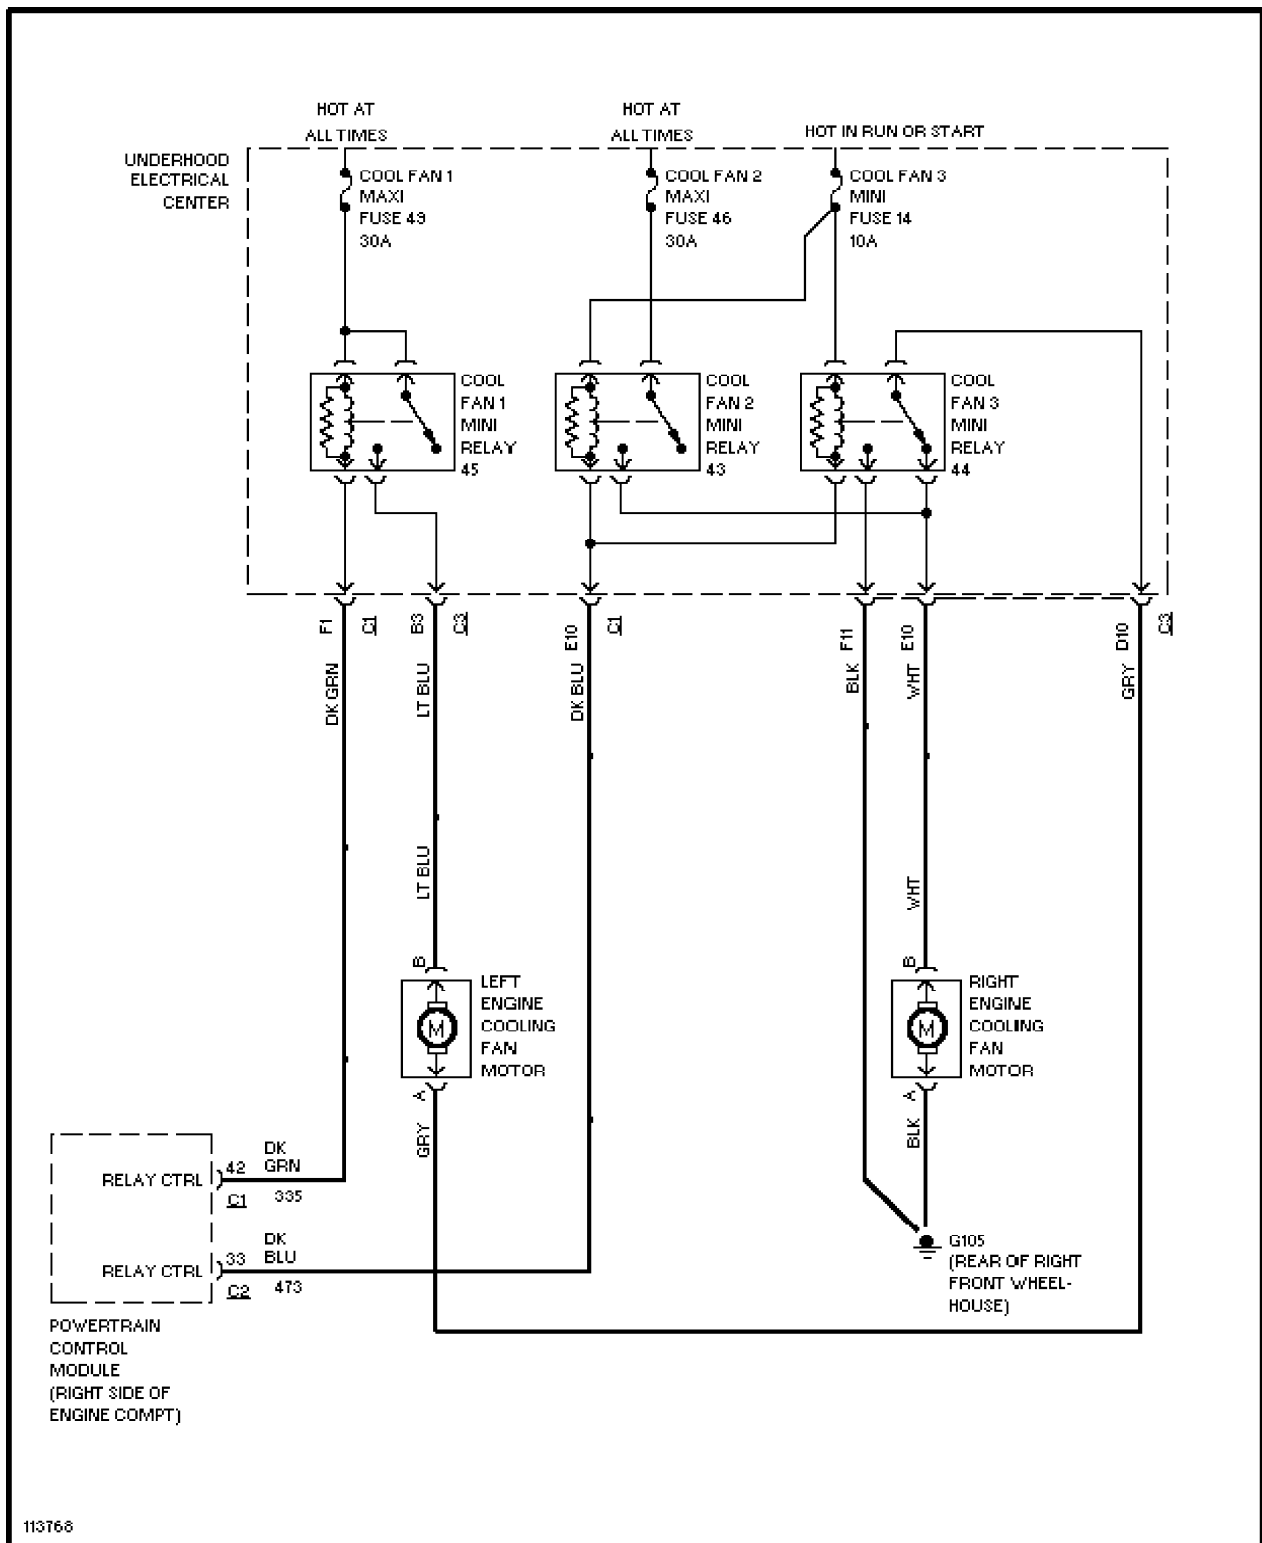 HOT AT
ALL TIMES
HOT AT
ALL TIMES
HOT IN RUN OR START
UNDERHOOD
ELECTRICAL
CENTER
COOL FAN 1
MAXI
FUSE 49
30A
COOL FAN 2
MAXI
FUSE 46
30A
COOL FAN 3
MINI
FUSE 14
10A
COOL
FAN 1
MINI
RELAY
45
COOL
FAN 2
MINI
RELAY
43
COOL
FAN 3
MINI
RELAY
44
F1
C1
B3
C3
E10
C1
F11
E10
D10
C3
DK GRN
LT BLU
DK BLU
BLK
WHT
GRY
LT BLU
WHT
B
LEFT
ENGINE
COOLING
FAN
MOTOR
M
A
GRY
B
RIGHT
ENGINE
COOLING
FAN
MOTOR
M
A
BLK
RELAY CTRL
42
DK
GRN
C1
335
RELAY CTRL
33
DK
BLU
C2
473
POWERTRAIN
CONTROL
MODULE
(RIGHT SIDE OF
ENGINE COMPT)
G105
(REAR OF RIGHT
FRONT WHEEL-
HOUSE)
113768